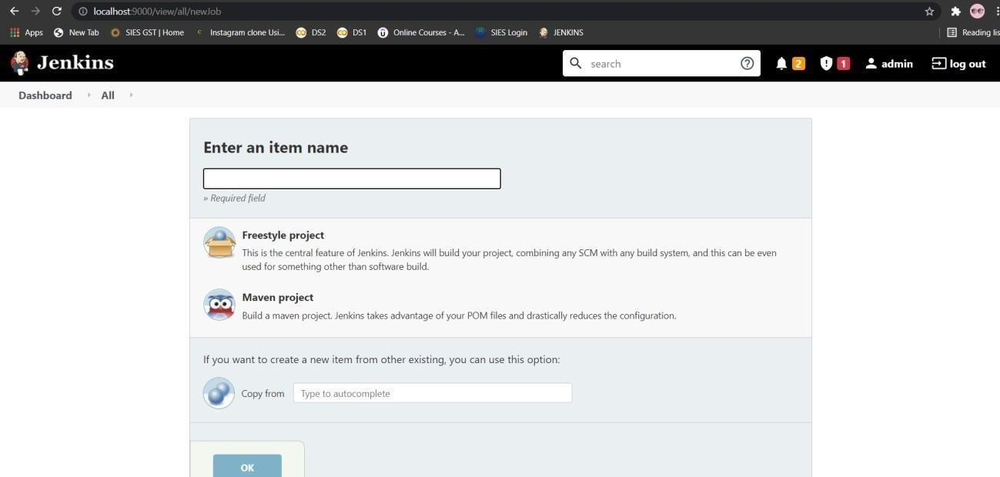 localhost:9000/view/all/newJob
Apps New Tab SIES GST | Home Instagram clone Usi... DS2 DS1 Online Courses - A... SIES Login JENKINS Reading lis
Jenkins search 2 1 admin log out
Dashboard All
Enter an item name
» Required field
Freestyle project
This is the central feature of Jenkins. Jenkins will build your project, combining any SCM with any build system, and this can be even
used for something other than software build.
Maven project
Build a maven project. Jenkins takes advantage of your POM files and drastically reduces the configuration.
If you want to create a new item from other existing, you can use this option:
Copy from Type to autocomplete
OK